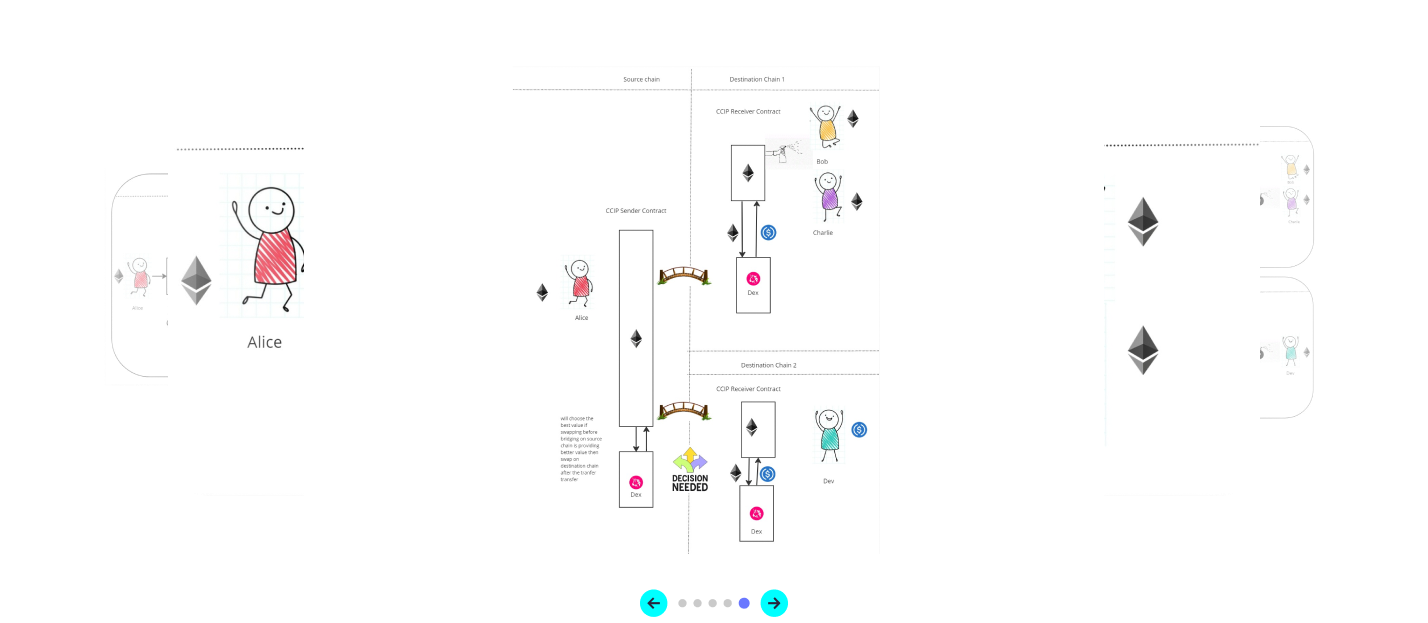 Source chain
Destination Chain 1
CCIP Receiver Contract
Bob
Charlie
CCIP Sender Contract
Alice
Dex
Destination Chain 2
CCIP Receiver Contract
will choose the
best value if
swapping before
bridging on source
chain is providing
better value then
swap on
destination chain
after the tranfer
transfer
Dex
DECISION
NEEDED
Dev
Dex
Alice
Alice
Bob
Charlie
Dev